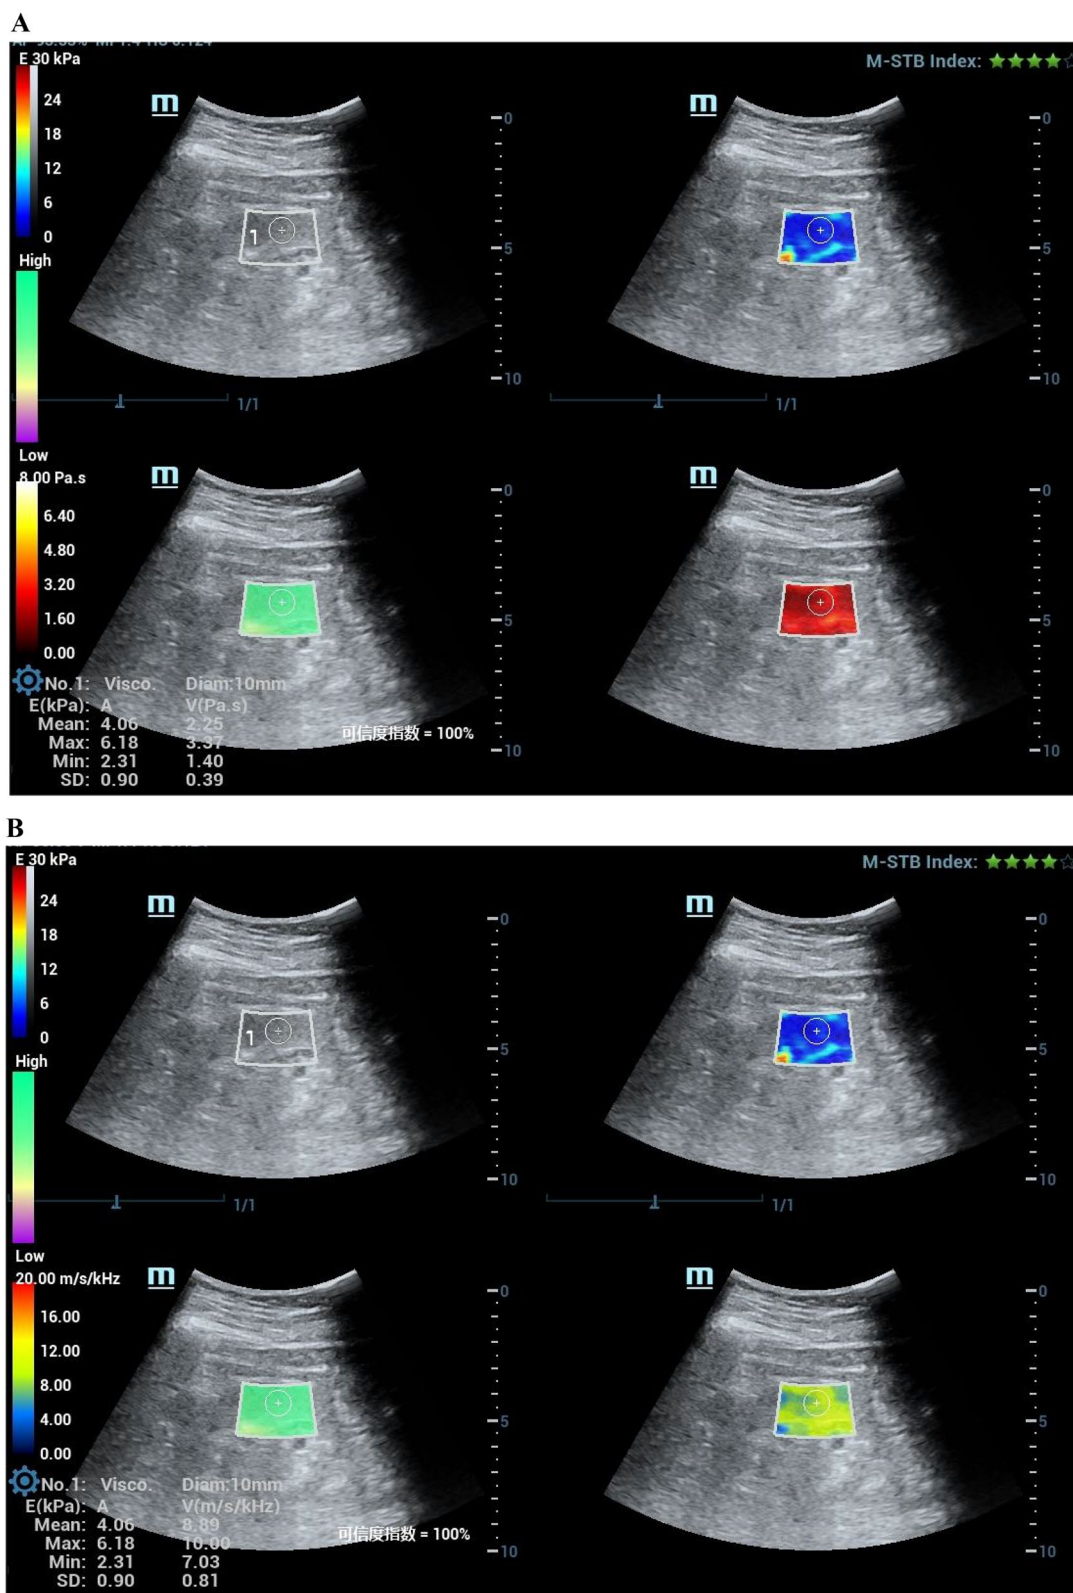 A
E 30 kPa
M-STB Index:
24
18
12
6
0
m
m
0
5
10
0
5
10
High
Low
1
1/1
1/1
8.00 Pa.s
6.40
4.80
3.20
1.60
0.00
m
m
0
5
10
0
5
10
No.1: Visco. Diam:10mm
E(kPa): A V(Pa.s)
Mean: 4.06 2.25
Max: 6.18 3.37
Min: 2.31 1.40
SD: 0.90 0.39
可信度指数 = 100%
B
E 30 kPa
M-STB Index:
24
18
12
6
0
m
m
0
5
10
0
5
10
High
Low
1
1/1
1/1
20.00 m/s/kHz
16.00
12.00
8.00
4.00
0.00
m
m
0
5
10
0
5
10
No.1: Visco. Diam:10mm
E(kPa): A V(m/s/kHz)
Mean: 4.06 8.89
Max: 6.18 10.00
Min: 2.31 7.03
SD: 0.90 0.81
可信度指数 = 100%